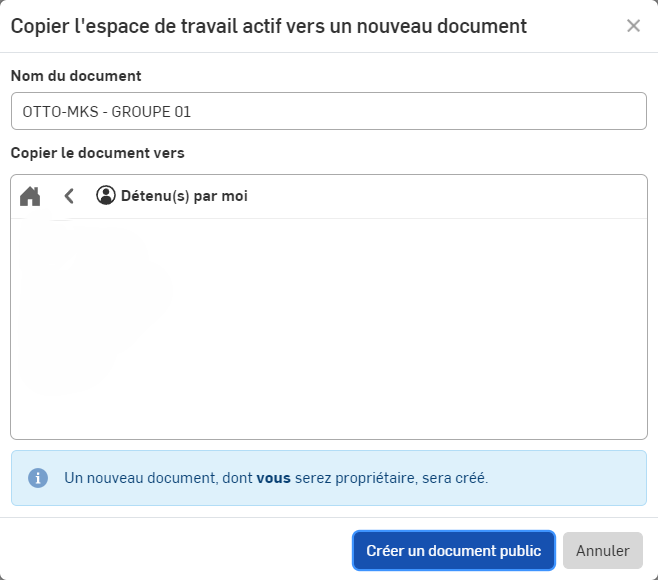 Copier l'espace de travail actif vers un nouveau document
Nom du document
OTTO-MKS - GROUPE 01
Copier le document vers
Détenu(s) par moi
Un nouveau document, dont vous serez propriétaire, sera créé.
Créer un document public
Annuler